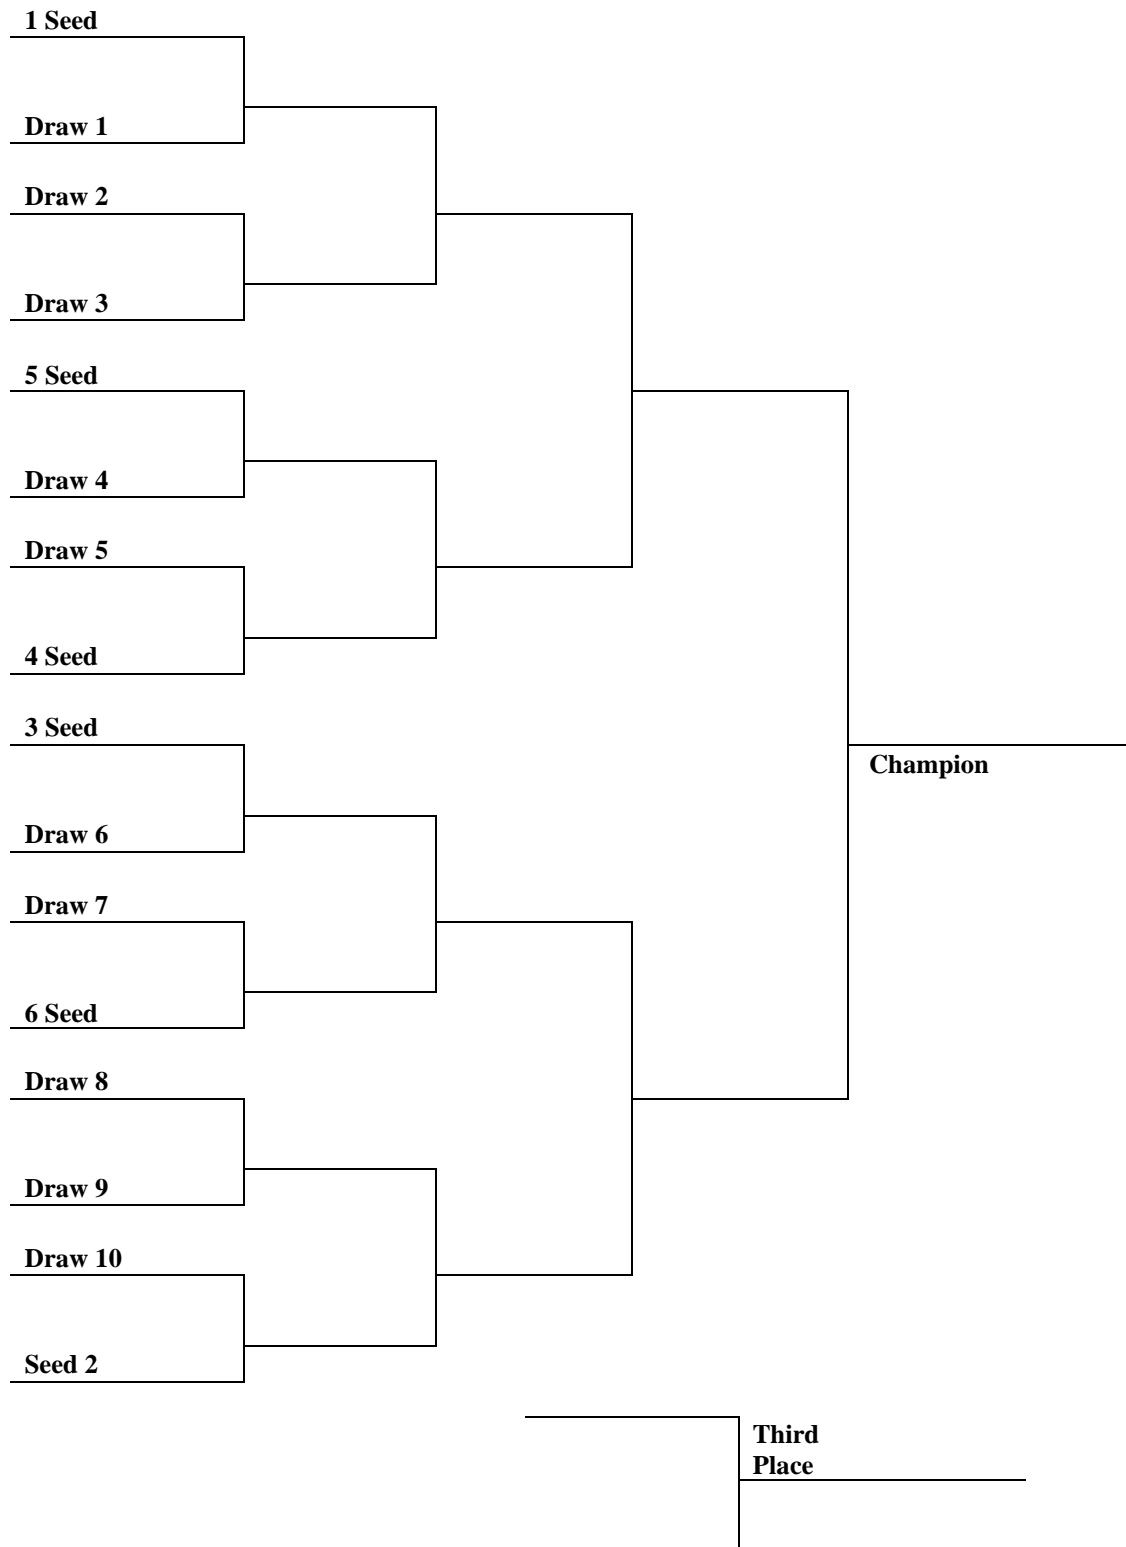 1 Seed
Draw 1
Draw 2
Draw 3
5 Seed
Draw 4
Draw 5
4 Seed
3 Seed
Champion
Draw 6
Draw 7
6 Seed
Draw 8
Draw 9
Draw 10
Seed 2
Third
Place